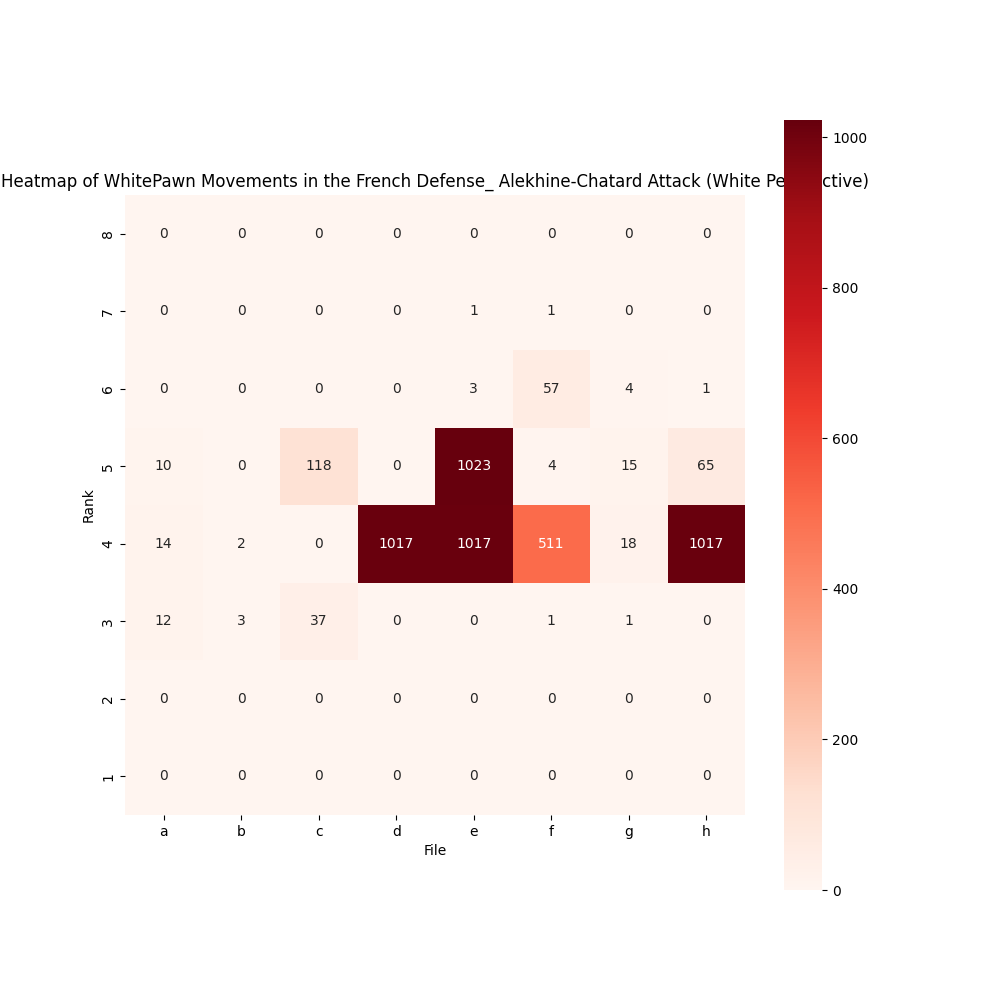 Heatmap of WhitePawn Movements in the French Defense_ Alekhine-Chatard Attack (White Pe ctive)
1000
800
600
400
200
0
8 0 0 0 0 0 0 0 0
7 0 0 0 0 1 1 0 0
6 0 0 0 0 3 57 4 1
5 10 0 118 0 1023 4 15 65
4 14 2 0 1017 1017 511 18 1017
3 12 3 37 0 0 1 1 0
2 0 0 0 0 0 0 0 0
1 0 0 0 0 0 0 0 0
Rank
a b c d e f g h
File